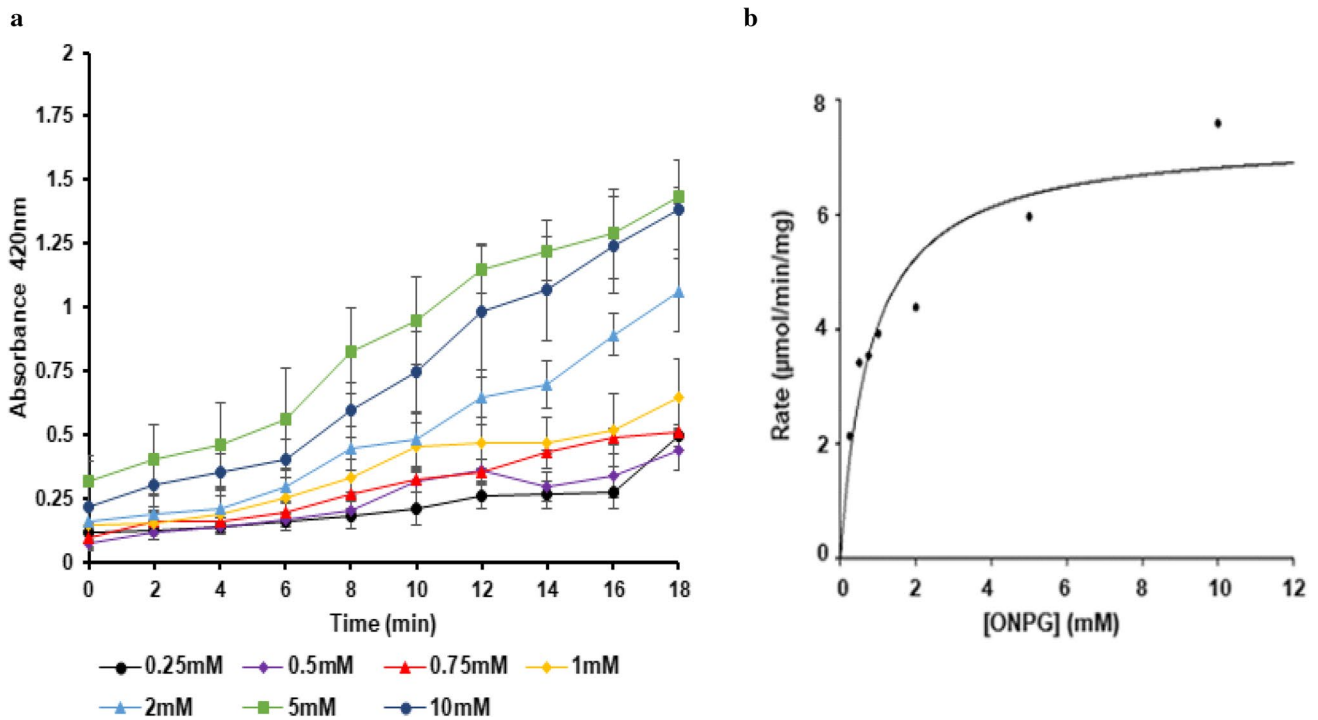 a
2
1.75
1.5
1.25
1
0.75
0.5
0.25
0
Absorbance 420nm
0 2 4 6 8 10 12 14 16 18
Time (min)
0.25mM 0.5mM 0.75mM 1mM
2mM 5mM 10mM
b
8
6
4
2
0
Rate (µmol/min/mg)
0 2 4 6 8 10 12
[ONPG] (mM)